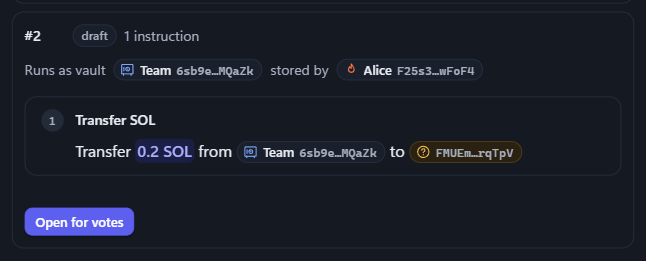 #2 draft 1 instruction
Runs as vault Team 6sb9e…MQaZk stored by Alice F25s3…wFoF4
1 Transfer SOL
Transfer 0.2 SOL from Team 6sb9e…MQaZk to FMUEm…rqTpV
Open for votes